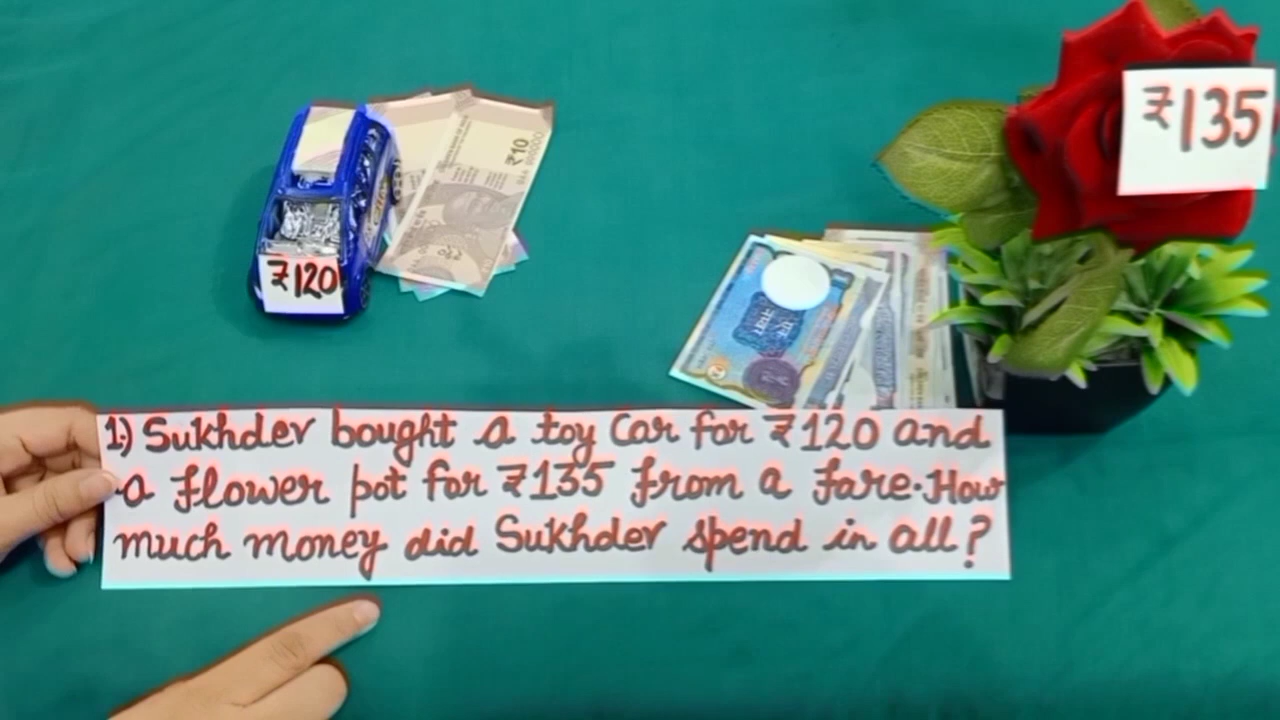 ₹135
₹10
₹120
1.) Sukhdev bought a toy car for ₹120 and
a flower pot for ₹135 from a fare. How
much money did Sukhdev spend in all?